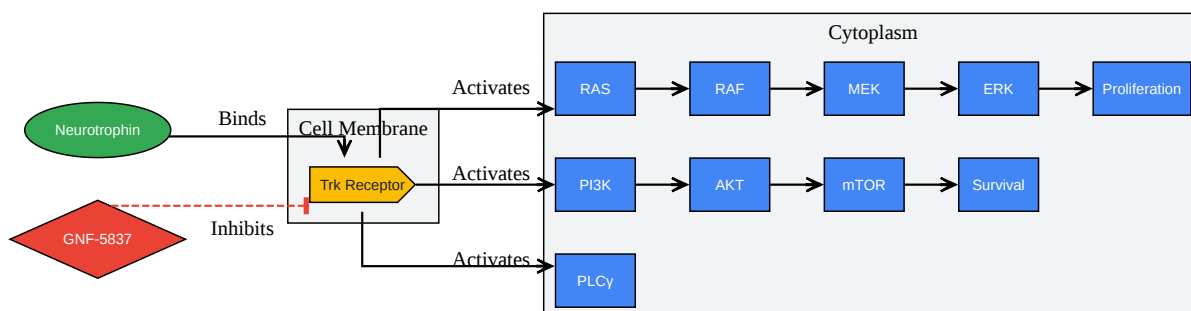 Cytoplasm
Activates
RAS
RAF
MEK
ERK
Proliferation
Neurotrophin
Binds
Cell Membrane
Trk Receptor
Activates
PI3K
AKT
mTOR
Survival
GNF-5837
Inhibits
Activates
PLCγ